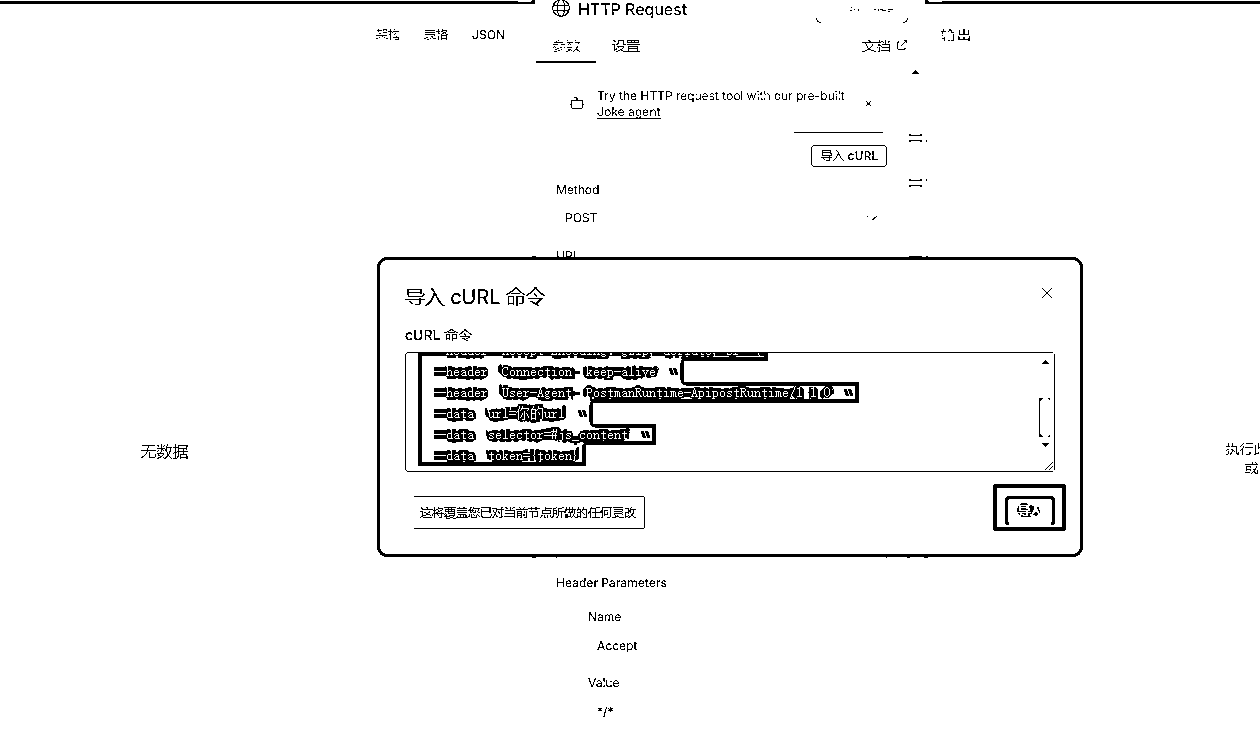 HTTP Request
架构 表格 JSON
参数 设置 文档
输出
Try the HTTP request tool with our pre-built
Joke agent
导入 cURL
Method
POST
URL
导入 cURL 命令
cURL 命令
--header 'Connection: keep-alive' \
--header 'User-Agent: PostmanRuntime-ApipostRuntime/1.1.0' \
--data 'url=你的url' \
--data 'selector=#js_content' \
--data 'token={token}'
无数据
执行此
或
这将覆盖您已对当前节点所做的任何更改
导入
Header Parameters
Name
Accept
Value
*/*